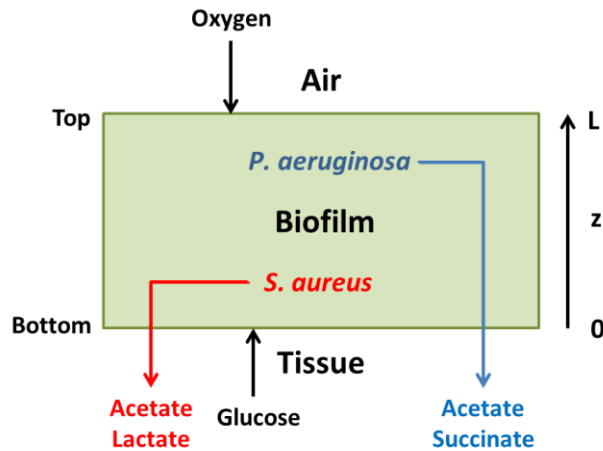 Oxygen
Air
Top
L
P. aeruginosa
Biofilm
z
S. aureus
Bottom
0
Tissue
Acetate
Lactate
Glucose
Acetate
Succinate